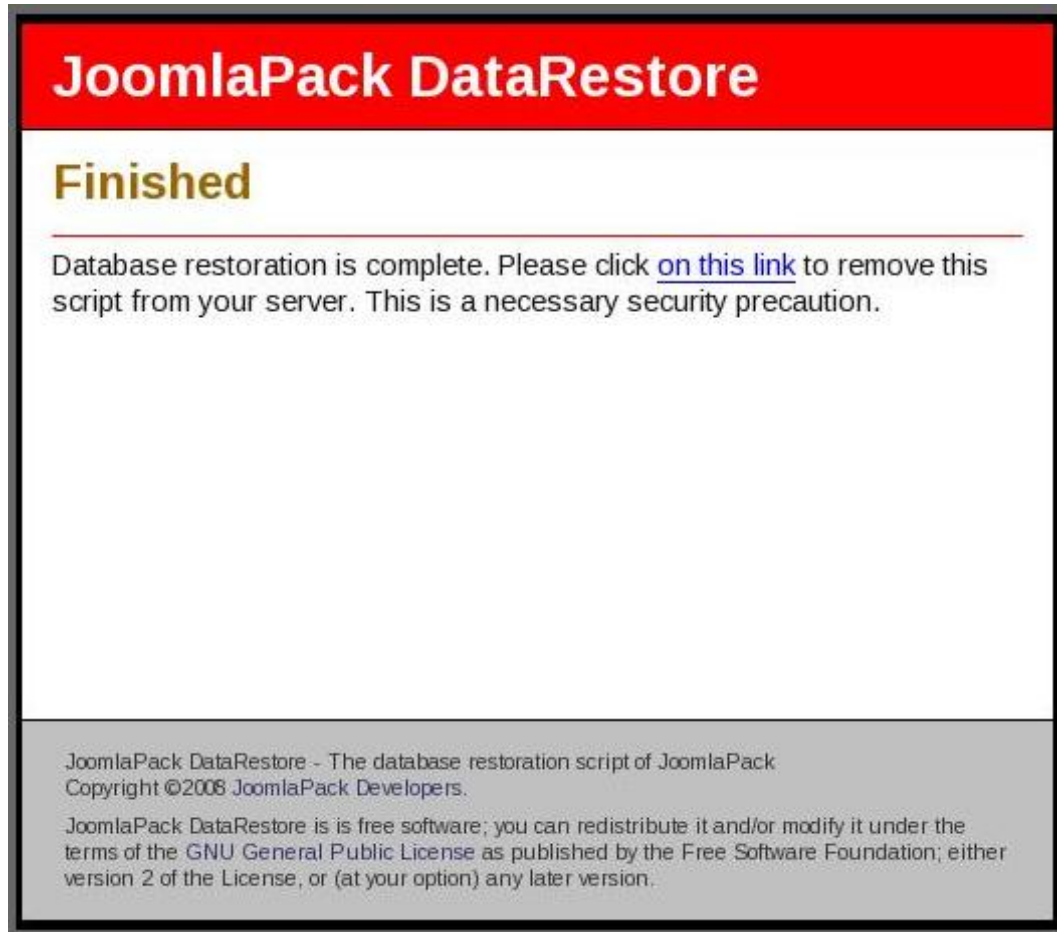 JoomlaPack DataRestore
Finished
Database restoration is complete. Please click on this link to remove this
script from your server. This is a necessary security precaution.
JoomlaPack DataRestore - The database restoration script of JoomlaPack
Copyright ©2008 JoomlaPack Developers.
JoomlaPack DataRestore is is free software; you can redistribute it and/or modify it under the
terms of the GNU General Public License as published by the Free Software Foundation; either
version 2 of the License, or (at your option) any later version.